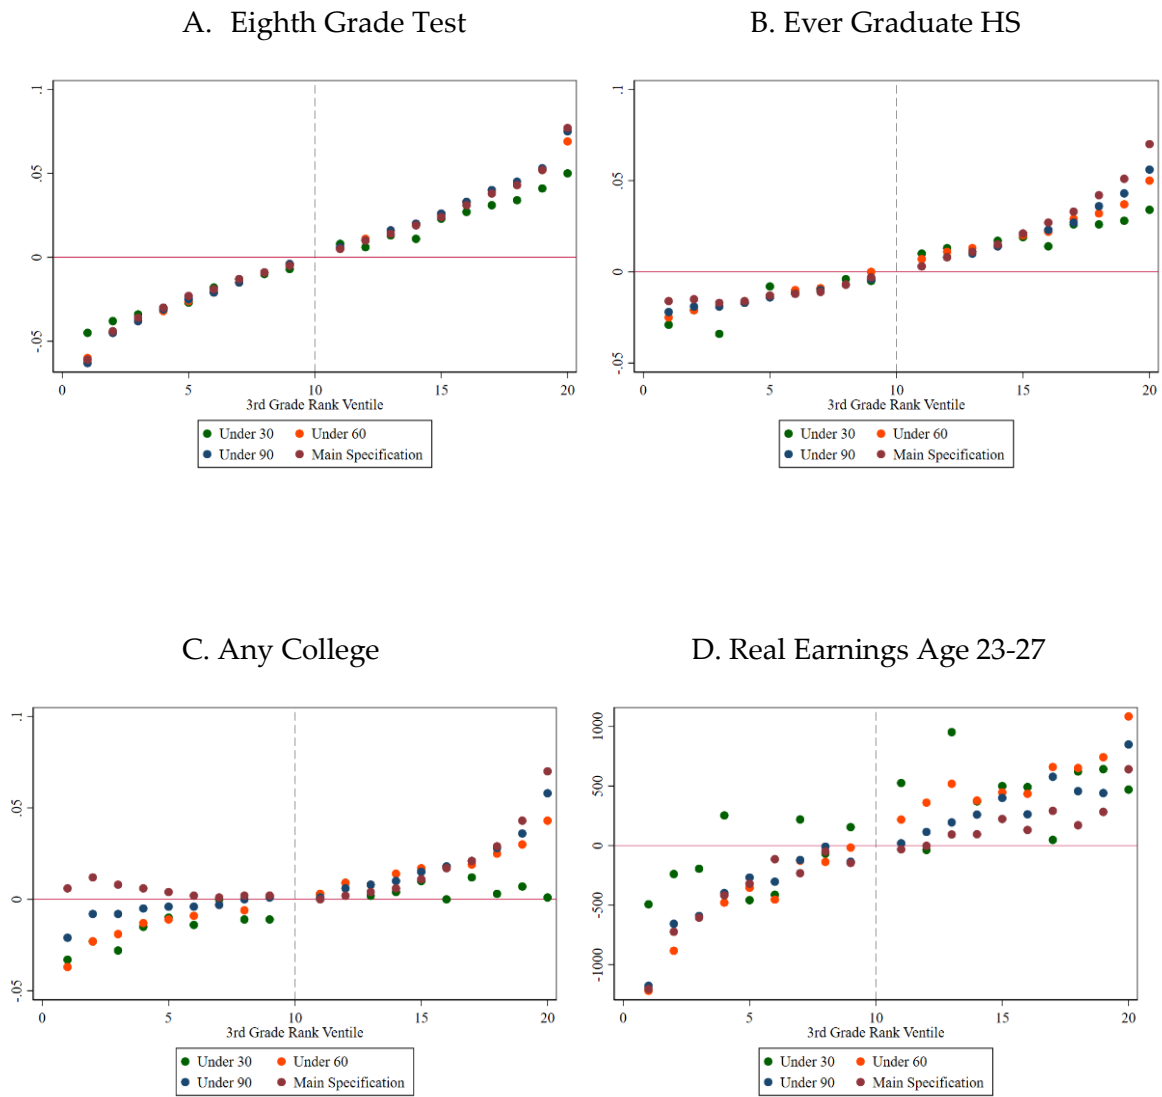 A. Eighth Grade Test
B. Ever Graduate HS
.1
.05
0
-.05
0 5 10 15 20
3rd Grade Rank Ventile
Under 30 Under 60
Under 90 Main Specification
.1
.05
0
-.05
0 5 10 15 20
3rd Grade Rank Ventile
Under 30 Under 60
Under 90 Main Specification
C. Any College
D. Real Earnings Age 23-27
.1
.05
0
-.05
0 5 10 15 20
3rd Grade Rank Ventile
Under 30 Under 60
Under 90 Main Specification
1000
500
0
-500
-1000
0 5 10 15 20
3rd Grade Rank Ventile
Under 30 Under 60
Under 90 Main Specification